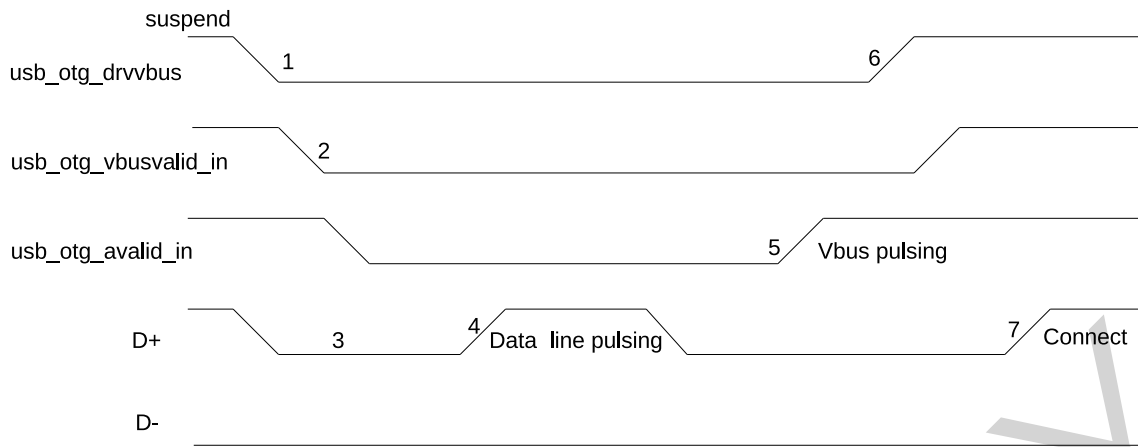 suspend
usb_otg_drvvbus
1
6
usb_otg_vbusvalid_in
2
usb_otg_avalid_in
5
Vbus pulsing
D+
3
4
Data line pulsing
7
Connect
D-